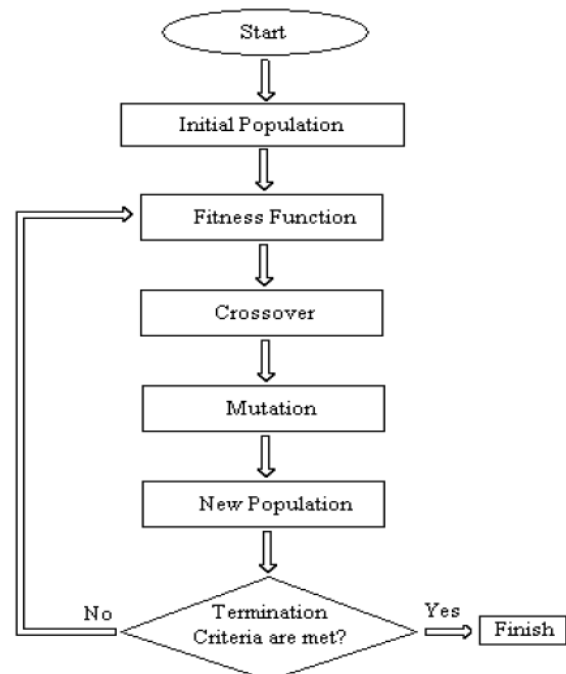 Start
Initial Population
Fitness Function
Crossover
Mutation
New Population
Termination
Criteria are met?
No
Yes
Finish